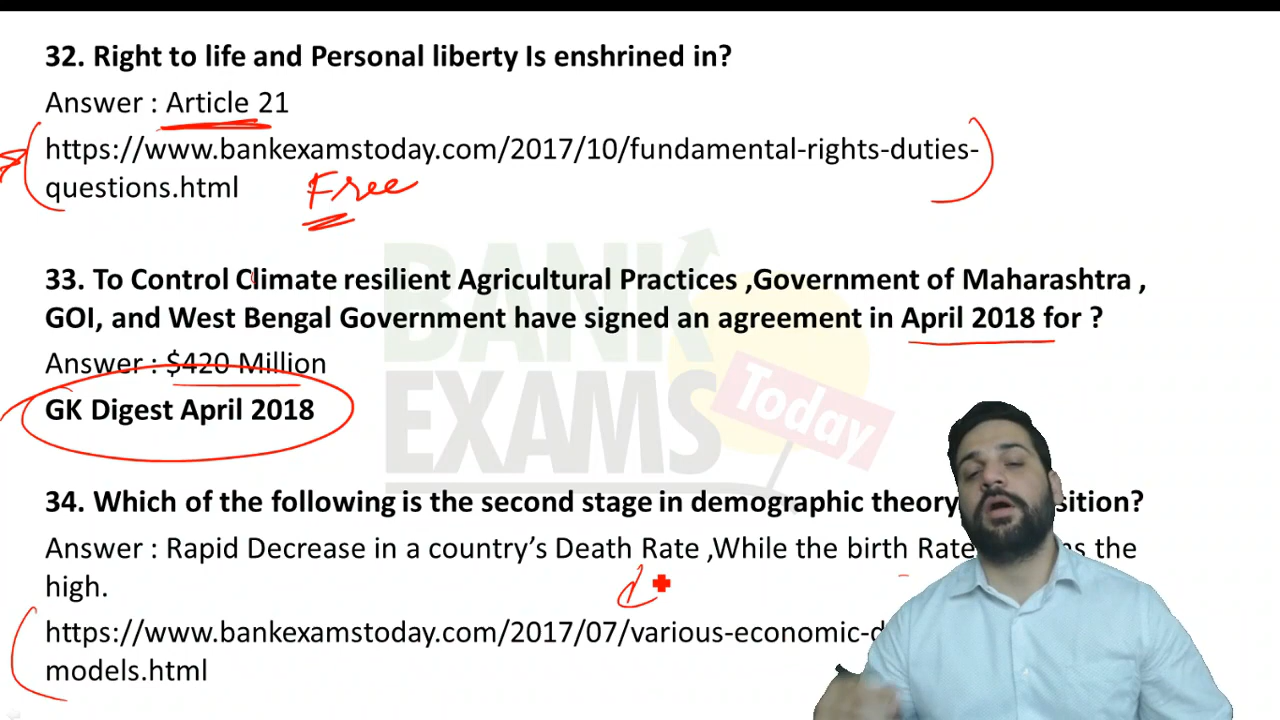 32. Right to life and Personal liberty Is enshrined in?
Answer : Article 21
https://www.bankexamstoday.com/2017/10/fundamental-rights-duties-
questions.html
Free
33. To Control Climate resilient Agricultural Practices ,Government of Maharashtra ,
GOI, and West Bengal Government have signed an agreement in April 2018 for ?
Answer : $420 Million
GK Digest April 2018
BANK
EXAMS
Today
34. Which of the following is the second stage in demographic theory
Answer : Rapid Decrease in a country’s Death Rate ,While the birth Rate the
high.
d
https://www.bankexamstoday.com/2017/07/various-economic-
models.html